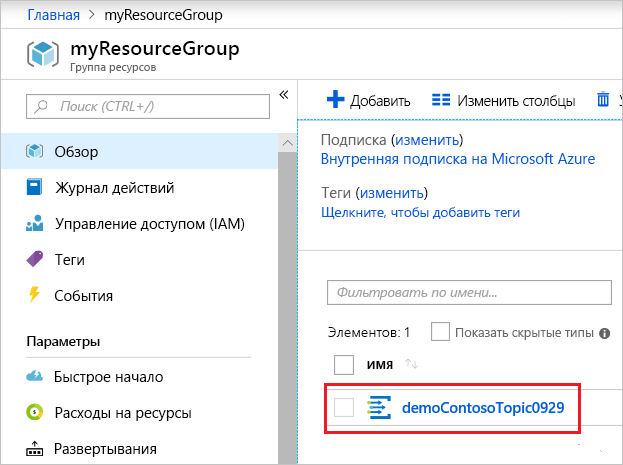 Главная > myResourceGroup
myResourceGroup
Группа ресурсов
Поиск (CTRL+/)
«
Обзор
Журнал действий
Управление доступом (IAM)
Теги
События
Параметры
Быстрое начало
Расходы на ресурсы
Развертывания
Добавить
Изменить столбцы
Подписка (изменить)
Внутренняя подписка на Microsoft Azure
Теги (изменить)
Щелкните, чтобы добавить теги
Фильтровать по имени...
Элементов: 1
Показать скрытые типы
имя
demoContosoTopic0929